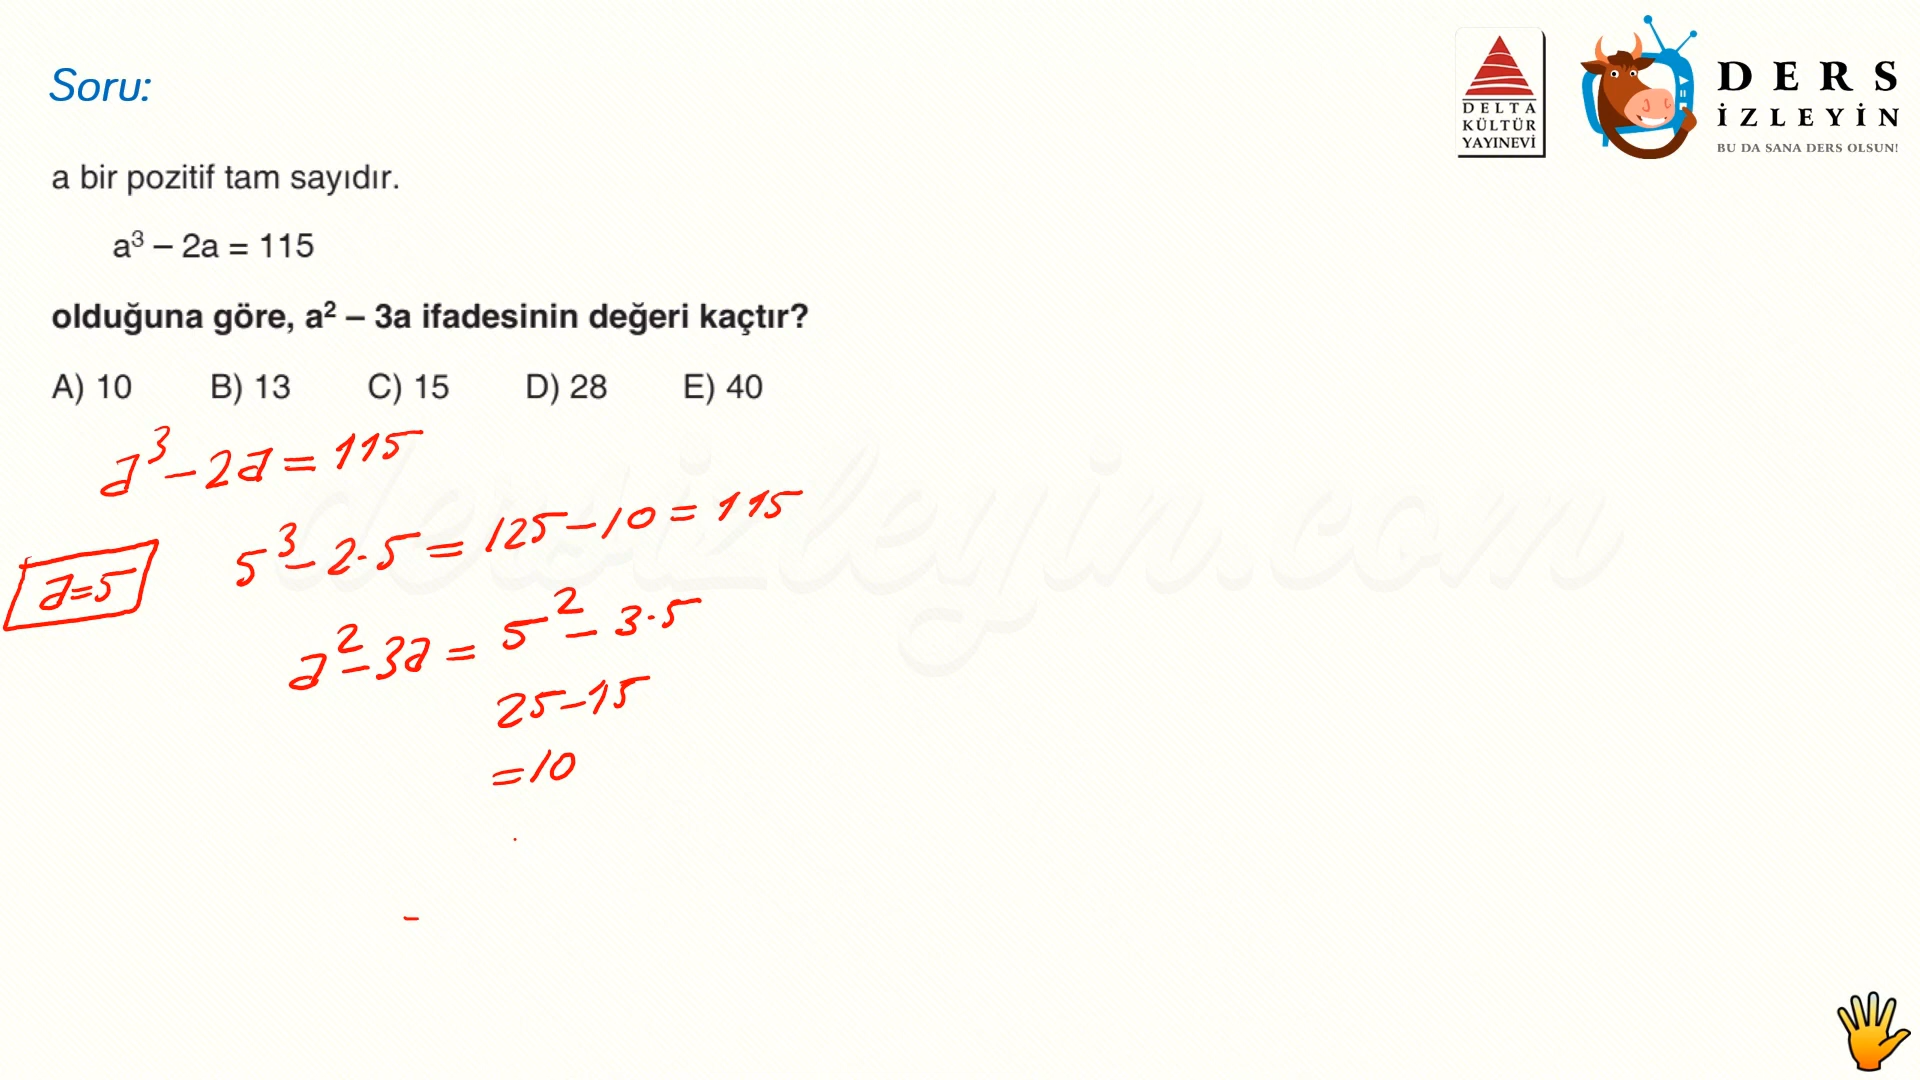 Soru:
DELTA
KÜLTÜR
YAYINEVİ
DERS
İZLEYİN
BU DA SANA DERS OLSUN!
a bir pozitif tam sayıdır.
a³ – 2a = 115
olduğuna göre, a² – 3a ifadesinin değeri kaçtır?
A) 10 B) 13 C) 15 D) 28 E) 40
a³ – 2a = 115
5³ – 2·5 = 125 – 10 = 115
a=5
a² – 3a = 5² – 3·5
25 – 15
= 10
dersizleyin.com